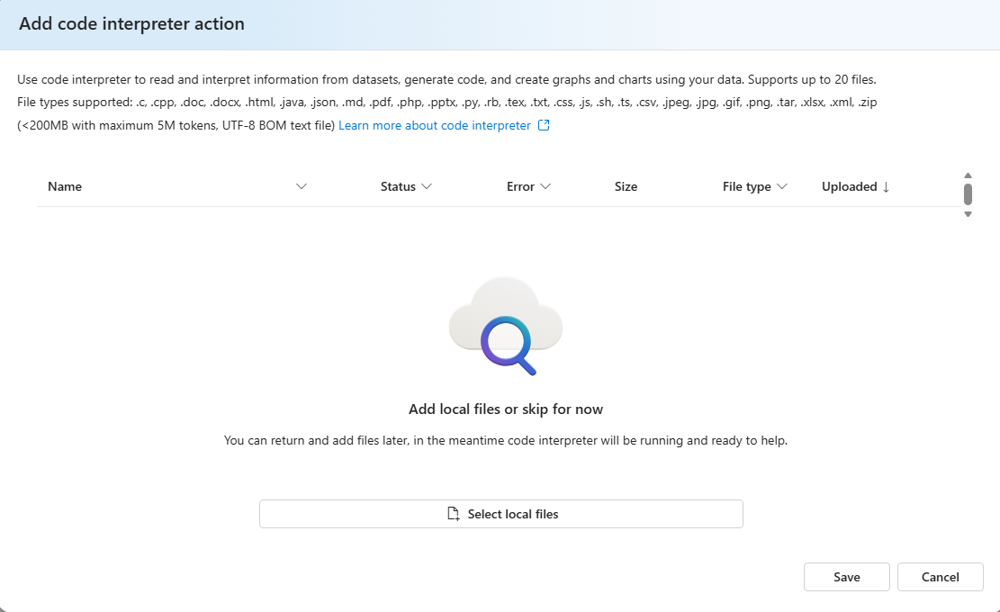 Add code interpreter action
Use code interpreter to read and interpret information from datasets, generate code, and create graphs and charts using your data. Supports up to 20 files.
File types supported: .c, .cpp, .doc, .docx, .html, .java, .json, .md, .pdf, .php, .pptx, .py, .rb, .tex, .txt, .css, .js, .sh, .ts, .csv, .jpeg, .jpg, .gif, .png, .tar, .xlsx, .xml, .zip
(<200MB with maximum 5M tokens, UTF-8 BOM text file) Learn more about code interpreter
Name Status Error Size File type Uploaded ↓
Add local files or skip for now
You can return and add files later, in the meantime code interpreter will be running and ready to help.
Select local files
Save Cancel